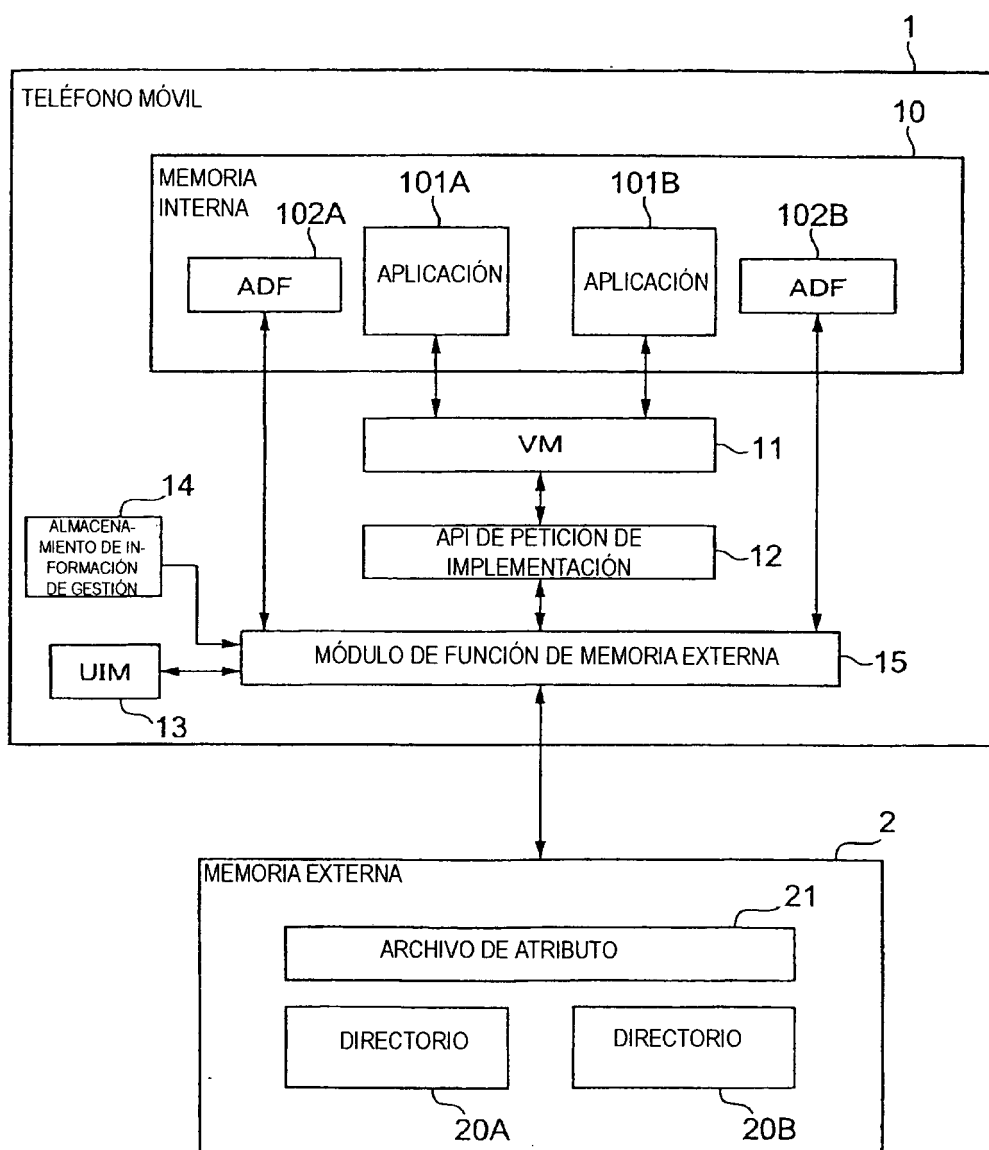 1
TELÉFONO MÓVIL
10
MEMORIA
INTERNA
101A
101B
102A
102B
ADF
APLICACIÓN
APLICACIÓN
ADF
VM
11
14
ALMACENA-
MIENTO DE IN-
FORMACIÓN
DE GESTIÓN
API DE PETICIÓN DE
IMPLEMENTACIÓN
12
MÓDULO DE FUNCIÓN DE MEMORIA EXTERNA
15
UIM
13
2
MEMORIA EXTERNA
21
ARCHIVO DE ATRIBUTO
DIRECTORIO
DIRECTORIO
20A
20B